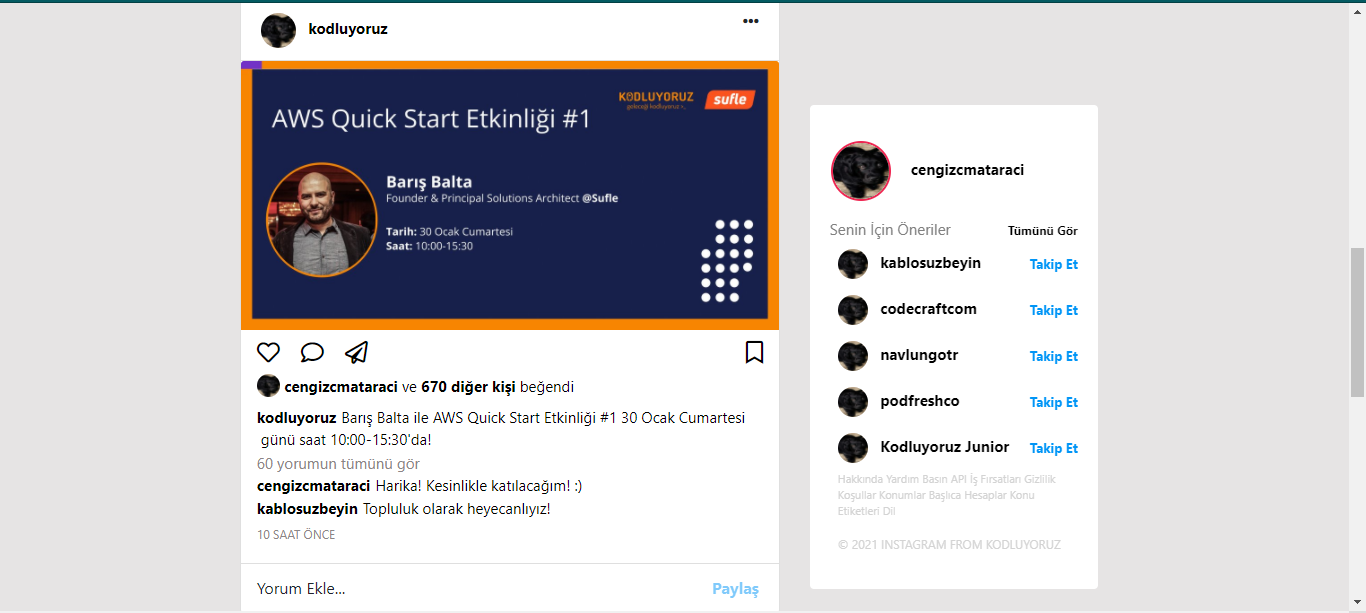 kodluyoruz
KODLUYORUZ
geleceği kodluyoruz >_
sufle
AWS Quick Start Etkinliği #1
Barış Balta
Founder & Principal Solutions Architect @Sufle
Tarih: 30 Ocak Cumartesi
Saat: 10:00-15:30
cengizcmataraci ve 670 diğer kişi beğendi
kodluyoruz Barış Balta ile AWS Quick Start Etkinliği #1 30 Ocak Cumartesi
günü saat 10:00-15:30'da!
60 yorumun tümünü gör
cengizcmataraci Harika! Kesinlikle katılacağım! :)
kablosuzbeyin Topluluk olarak heyecanlıyız!
10 SAAT ÖNCE
Yorum Ekle... Paylaş
cengizcmataraci
Senin İçin Öneriler Tümünü Gör
kablosuzbeyin Takip Et
codecraftcom Takip Et
navlungotr Takip Et
podfreshco Takip Et
Kodluyoruz Junior Takip Et
Hakkında Yardım Basın API İş Fırsatları Gizlilik
Koşullar Konumlar Başlıca Hesaplar Konu
Etiketleri Dil
© 2021 INSTAGRAM FROM KODLUYORUZ